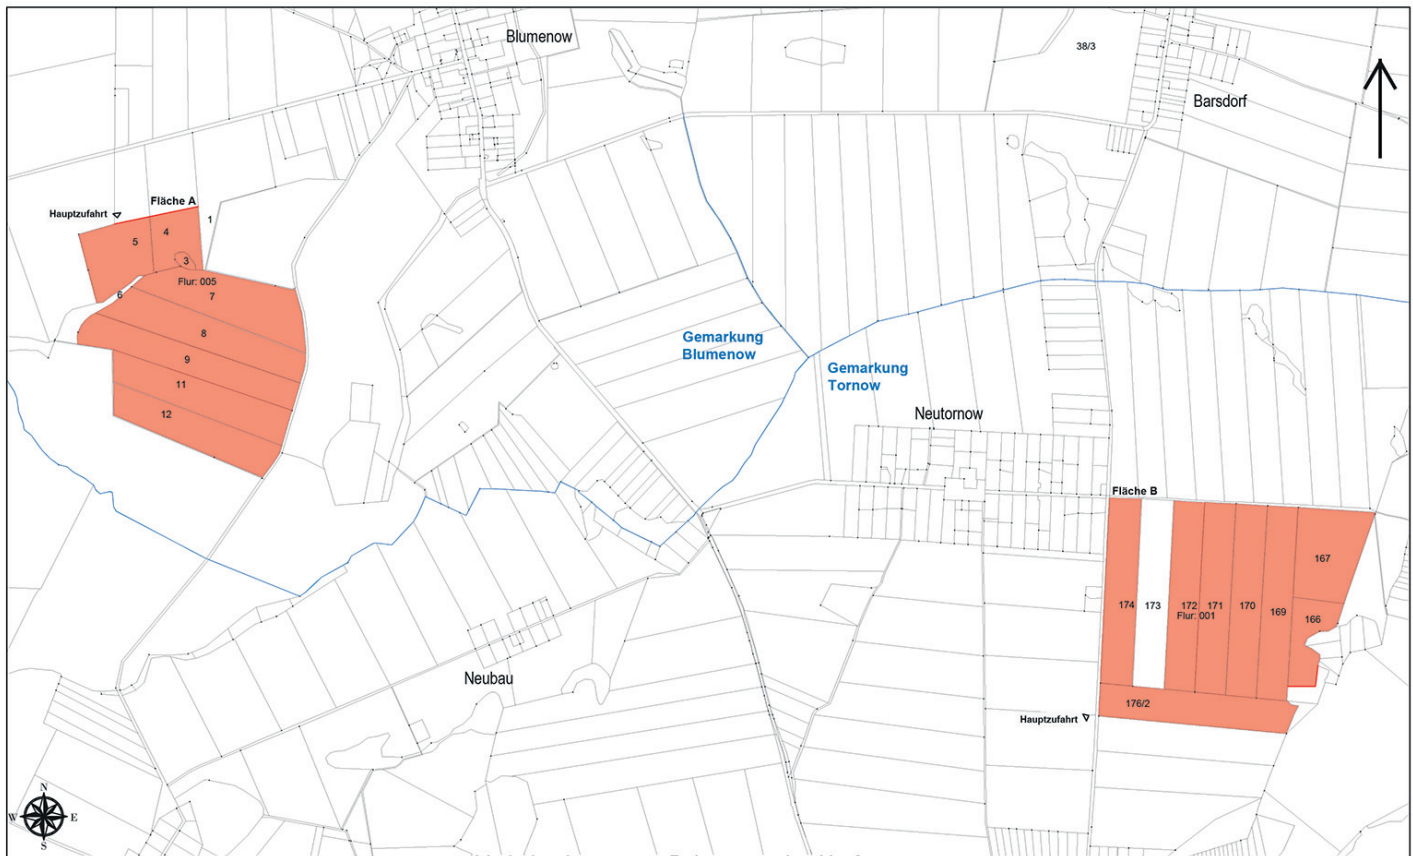 Blumenow
38/3
Barsdorf
Fläche A
Hauptzufahrt
1
4
5
3
Flur: 005
6
7
8
9
11
12
Gemarkung
Blumenow
Gemarkung
Tornow
Neutornow
Fläche B
167
174
173
172
171
170
169
166
Flur: 001
Neubau
176/2
Hauptzufahrt
N
W
E
S